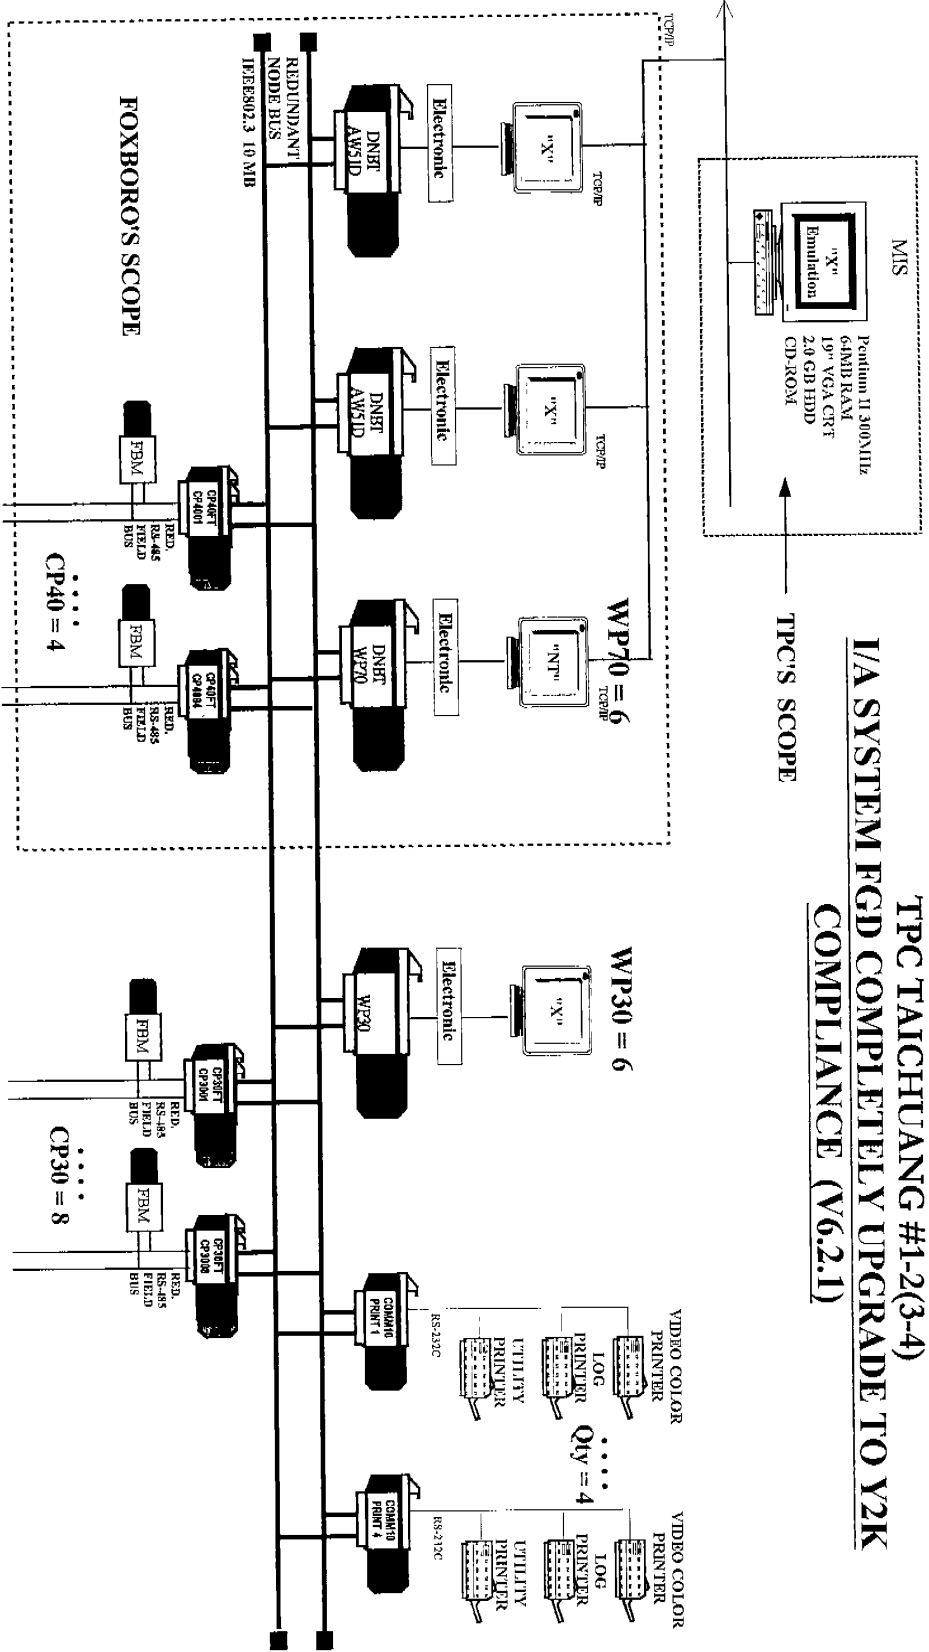 TPC TAICHUANG #1-2(3-4)
I/A SYSTEM FGD COMPLETELY UPGRADE TO Y2K
COMPLIANCE (V6.2.1)
MIS
"X"
Emulation
Pentium II 300MHz
64MB RAM
19" VGA CRT
2.0 GB HDD
CD-ROM
TPC'S SCOPE
TCP/IP
"X"
TCP/IP
"X"
TCP/IP
WP70 = 6
"NT"
TCP/IP
WP30 = 6
"X"
VIDEO COLOR
PRINTER
LOG
PRINTER
UTILITY
PRINTER
RS-232C
Qty = 4
VIDEO COLOR
PRINTER
LOG
PRINTER
UTILITY
PRINTER
RS-232C
Electronic
Electronic
Electronic
Electronic
DNBT
AW51D
DNBT
AW51D
DNBT
WP70
WP30
COMM10
PRINT 1
COMM10
PRINT 4
REDUNDANT
NODE BUS
IEEE802.3 10 MB
FOXBORO'S SCOPE
CP40FT
CP4001
FBM
RED.
RS-485
FIELD
BUS
CP40 = 4
CP40FT
CP4004
FBM
RED.
RS-485
FIELD
BUS
CP30FT
CP3001
FBM
RED.
RS-485
FIELD
BUS
CP30 = 8
CP30FT
CP3008
FBM
RED.
RS-485
FIELD
BUS